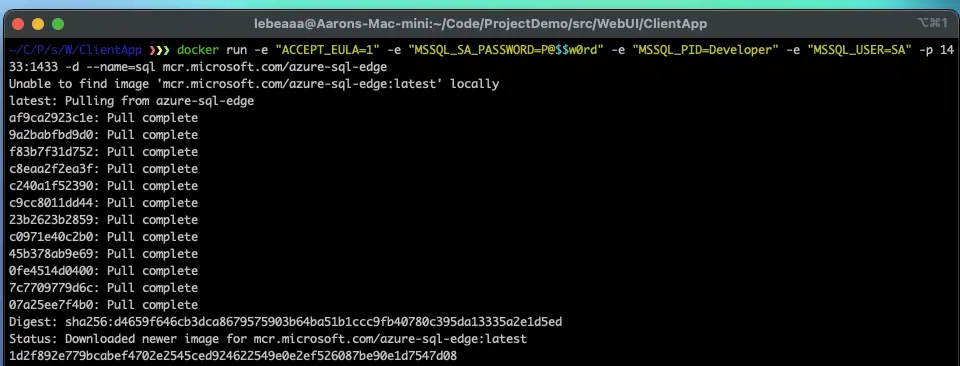 lebeaaa@Aarons-Mac-mini:~/Code/ProjectDemo/src/WebUI/ClientApp
⌥⌘1
~/C/P/s/W/ClientApp ❯❯❯ docker run -e "ACCEPT_EULA=1" -e "MSSQL_SA_PASSWORD=P@$$w0rd" -e "MSSQL_PID=Developer" -e "MSSQL_USER=SA" -p 14
33:1433 -d --name=sql mcr.microsoft.com/azure-sql-edge
Unable to find image 'mcr.microsoft.com/azure-sql-edge:latest' locally
latest: Pulling from azure-sql-edge
af9ca2923c1e: Pull complete
9a2babfbd9d0: Pull complete
f83b7f31d752: Pull complete
c8eaa2f2ea3f: Pull complete
c240a1f52390: Pull complete
c9cc8011dd44: Pull complete
23b2623b2859: Pull complete
c0971e40c2b0: Pull complete
45b378ab9e69: Pull complete
0fe4514d0400: Pull complete
7c7709779d6c: Pull complete
07a25ee7f4b0: Pull complete
Digest: sha256:d4659f646cb3dca8679575903b64ba51b1ccc9fb40780c395da13335a2e1d5ed
Status: Downloaded newer image for mcr.microsoft.com/azure-sql-edge:latest
1d2f892e779bcabef4702e2545ced924622549e0e2ef526087be90e1d7547d08